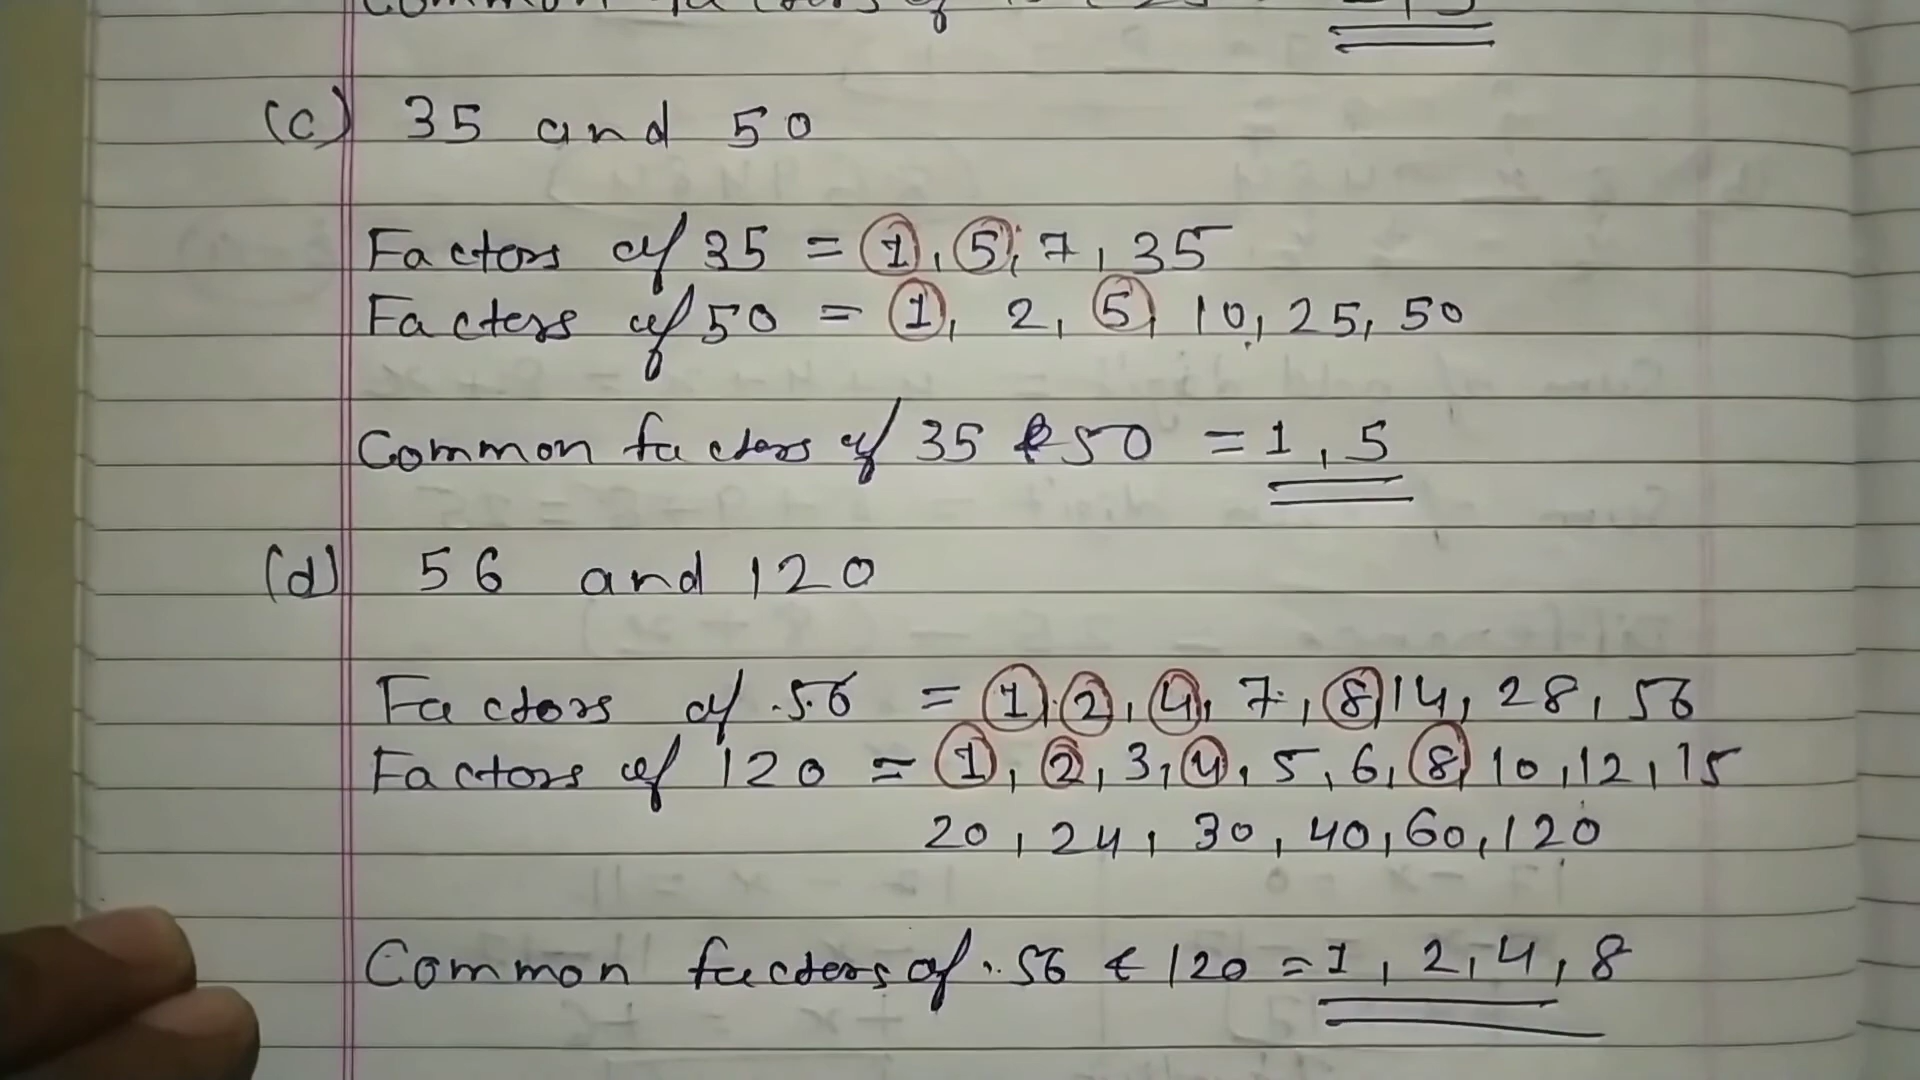 Common factors of
(c) 35 and 50
Factors of 35 = 1, 5, 7, 35
Factors of 50 = 1, 2, 5, 10, 25, 50
Common factors of 35 & 50 = 1, 5
(d) 56 and 120
Factors of 56 = 1, 2, 4, 7, 8, 14, 28, 56
Factors of 120 = 1, 2, 3, 4, 5, 6, 8, 10, 12, 15
20, 24, 30, 40, 60, 120
Common factors of 56 & 120 = 1, 2, 4, 8